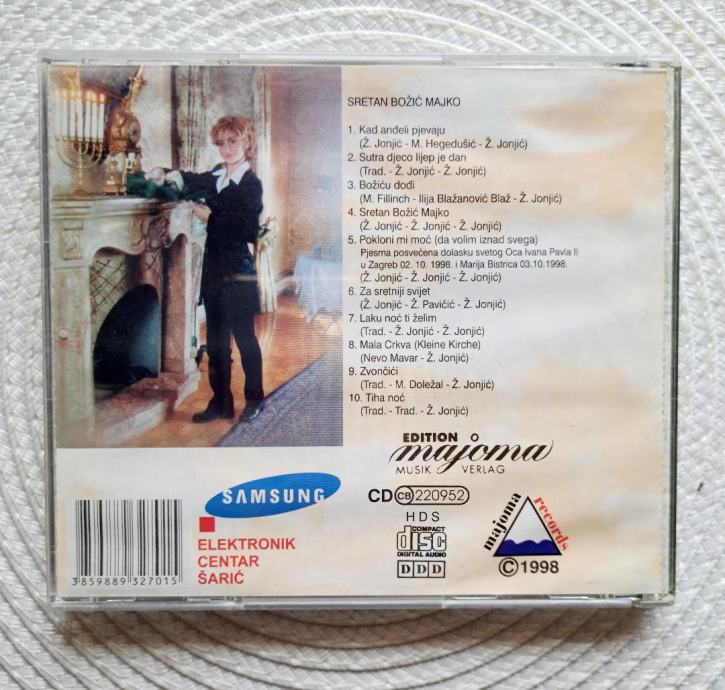 SRETAN BOŽIĆ MAJKO
1. Kad anđeli pjevaju
(Ž. Jonjić - M. Hegedušić - Ž. Jonjić)
2. Sutra djeco lijep je dan
(Trad. - Ž. Jonjić - Ž. Jonjić)
3. Božiću dođi
(M. Fillinch - Ilija Blažanović Blaž - Ž. Jonjić)
4. Sretan Božić Majko
(Ž. Jonjić - Ž. Jonjić - Ž. Jonjić)
5. Pokloni mi moć (da volim iznad svega)
Pjesma posvećena dolasku svetog Oca Ivana Pavla II
u Zagreb 02. 10. 1998. i Marija Bistrica 03.10.1998.
(Ž. Jonjić - Ž. Jonjić - Ž. Jonjić)
6. Za sretniji svijet
(Ž. Jonjić - Ž. Pavičić - Ž. Jonjić)
7. Laku noć ti želim
(Trad. - Ž. Jonjić - Ž. Jonjić)
8. Mala Crkva (Kleine Kirche)
(Nevo Mavar - Ž. Jonjić)
9. Zvončići
(Trad. - M. Doležal - Ž. Jonjić)
10. Tiha noć
(Trad. - Trad. - Ž. Jonjić)
EDITION
majoma
MUSIK VERLAG
SAMSUNG
ELEKTRONIK
CENTAR
ŠARIĆ
3859889327015
CD CB 220952
HDS
COMPACT
disc
DIGITAL AUDIO
DDD
majoma records
© 1998